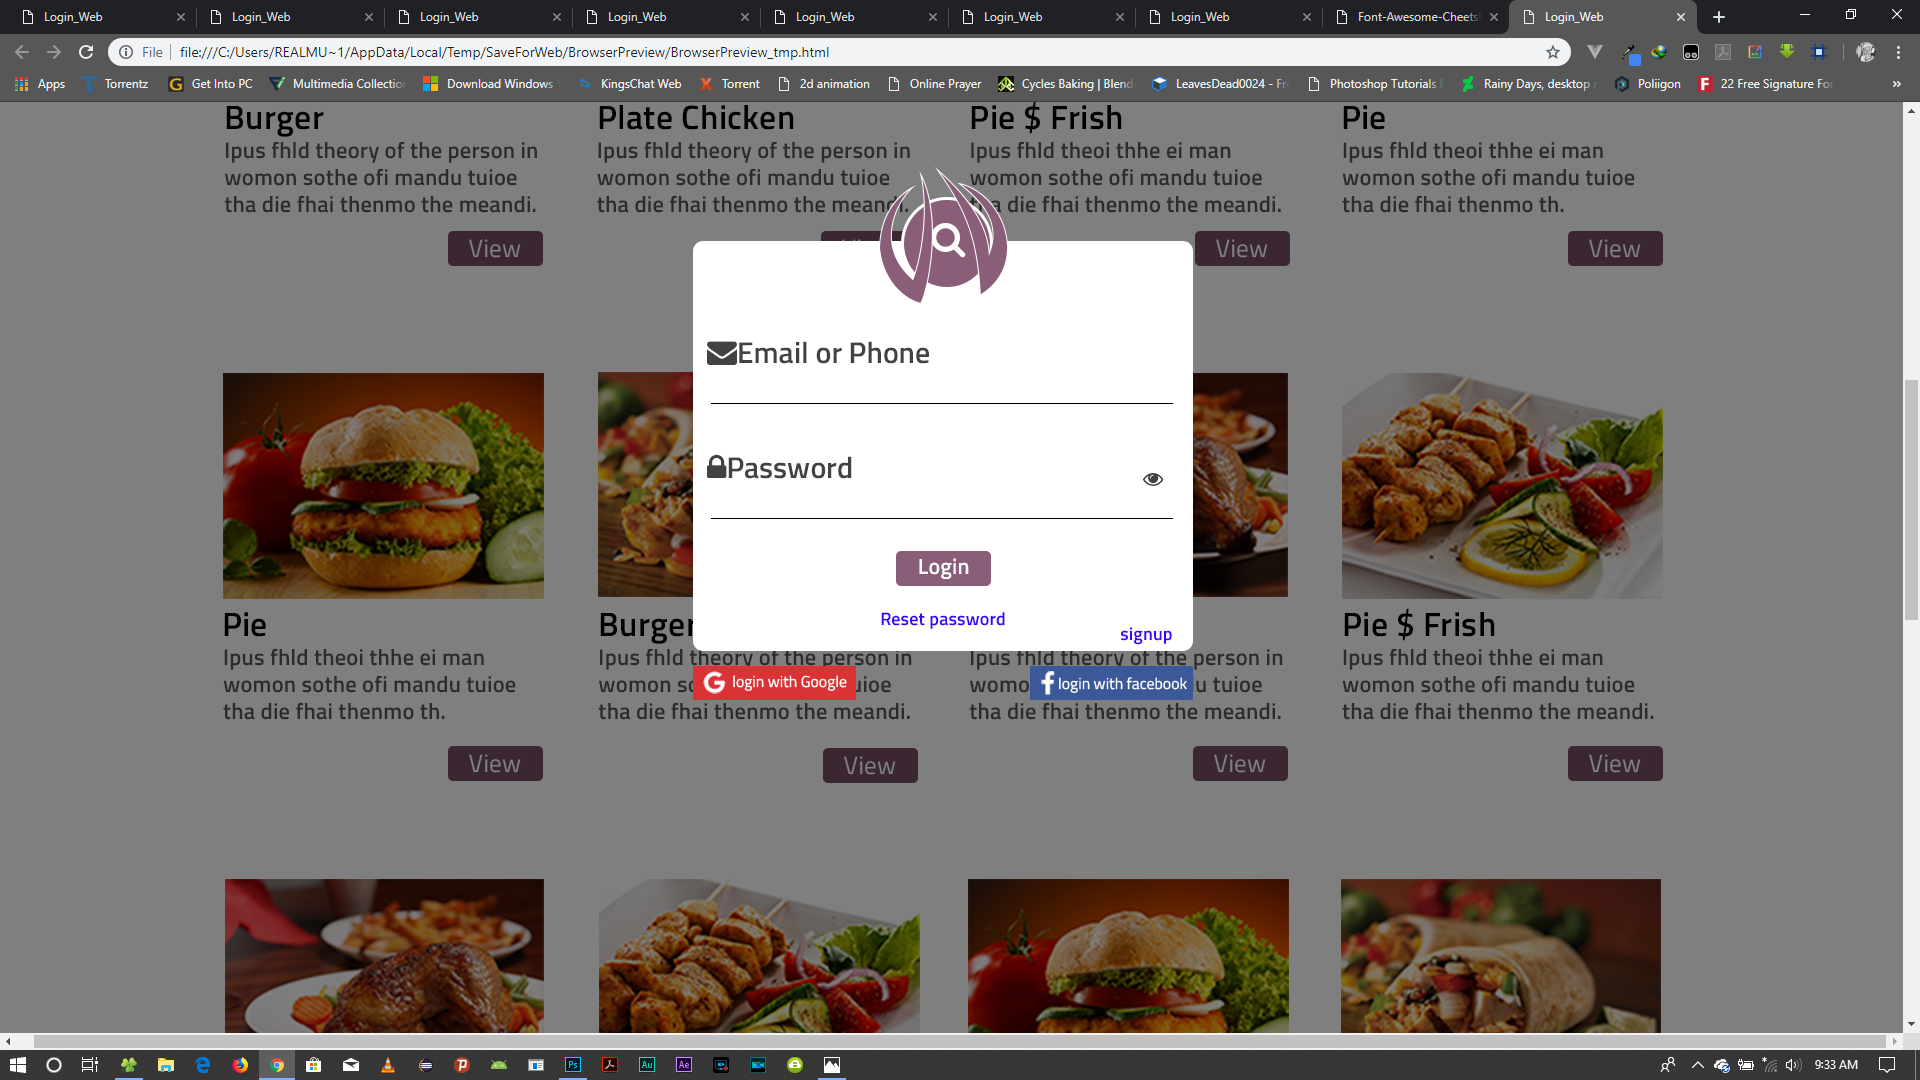 Login_Web
Login_Web
Login_Web
Login_Web
Login_Web
Login_Web
Login_Web
Font-Awesome-Cheets
Login_Web
File
file:///C:/Users/REALMU~1/AppData/Local/Temp/SaveForWeb/BrowserPreview/BrowserPreview_tmp.html
Apps
Torrentz
Get Into PC
Multimedia Collectio
Download Windows
KingsChat Web
Torrent
2d animation
Online Prayer
Cycles Baking | Blend
LeavesDead0024 - Fr
Photoshop Tutorials
Rainy Days, desktop
Poliigon
22 Free Signature Fo
»
Burger
Ipus fhld theory of the person in
womon sothe ofi mandu tuioe
tha die fhai thenmo the meandi.
View
Plate Chicken
Ipus fhld theory of the person in
womon sothe ofi mandu tuioe
tha die fhai thenmo the meandi.
Pie $ Frish
Ipus fhld theoi thhe ei man
womon sothe ofi mandu tuioe
die fhai thenmo the meandi.
View
Pie
Ipus fhld theoi thhe ei man
womon sothe ofi mandu tuioe
tha die fhai thenmo th.
View
Email or Phone
Password
Login
Reset password
signup
login with Google
login with facebook
Pie
Ipus fhld theoi thhe ei man
womon sothe ofi mandu tuioe
tha die fhai thenmo th.
View
Burger
Ipus fhld theory of the person in
womon
tha die fhai thenmo the meandi.
View
Ipus fhld theory of the person in
tuioe
tha die fhai thenmo the meandi.
View
Pie $ Frish
Ipus fhld theoi thhe ei man
womon sothe ofi mandu tuioe
tha die fhai thenmo the meandi.
View
Ps
Au
Ae
9:33 AM